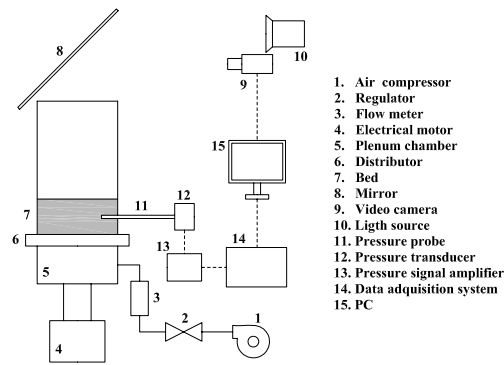 8
10
9
15
7
11
12
6
13
14
5
3
2
1
4
1. Air compressor
2. Regulator
3. Flow meter
4. Electrical motor
5. Plenum chamber
6. Distributor
7. Bed
8. Mirror
9. Video camera
10. Ligth source
11. Pressure probe
12. Pressure transducer
13. Pressure signal amplifier
14. Data adquisition system
15. PC